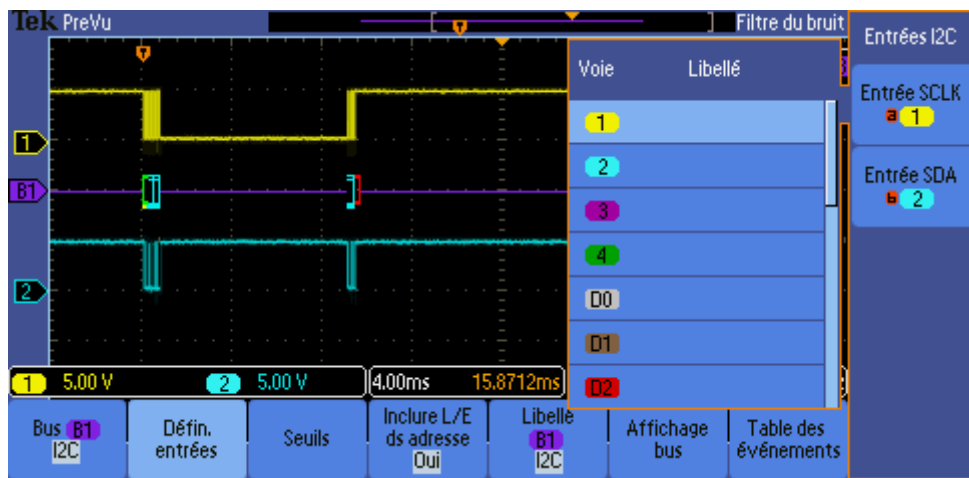 Tek PreVu
Filtre du bruit
Entrées I2C
Voie Libellé
1
2
3
4
D0
D1
D2
Entrée SCLK
a 1
Entrée SDA
b 2
T
T
1
B1
2
1 5.00 V 2 5.00 V 4.00ms 15.8712ms
Bus B1
I2C
Défin.
entrées
Seuils
Inclure L/E
ds adresse
Oui
Libellé
B1
I2C
Affichage
bus
Table des
événements